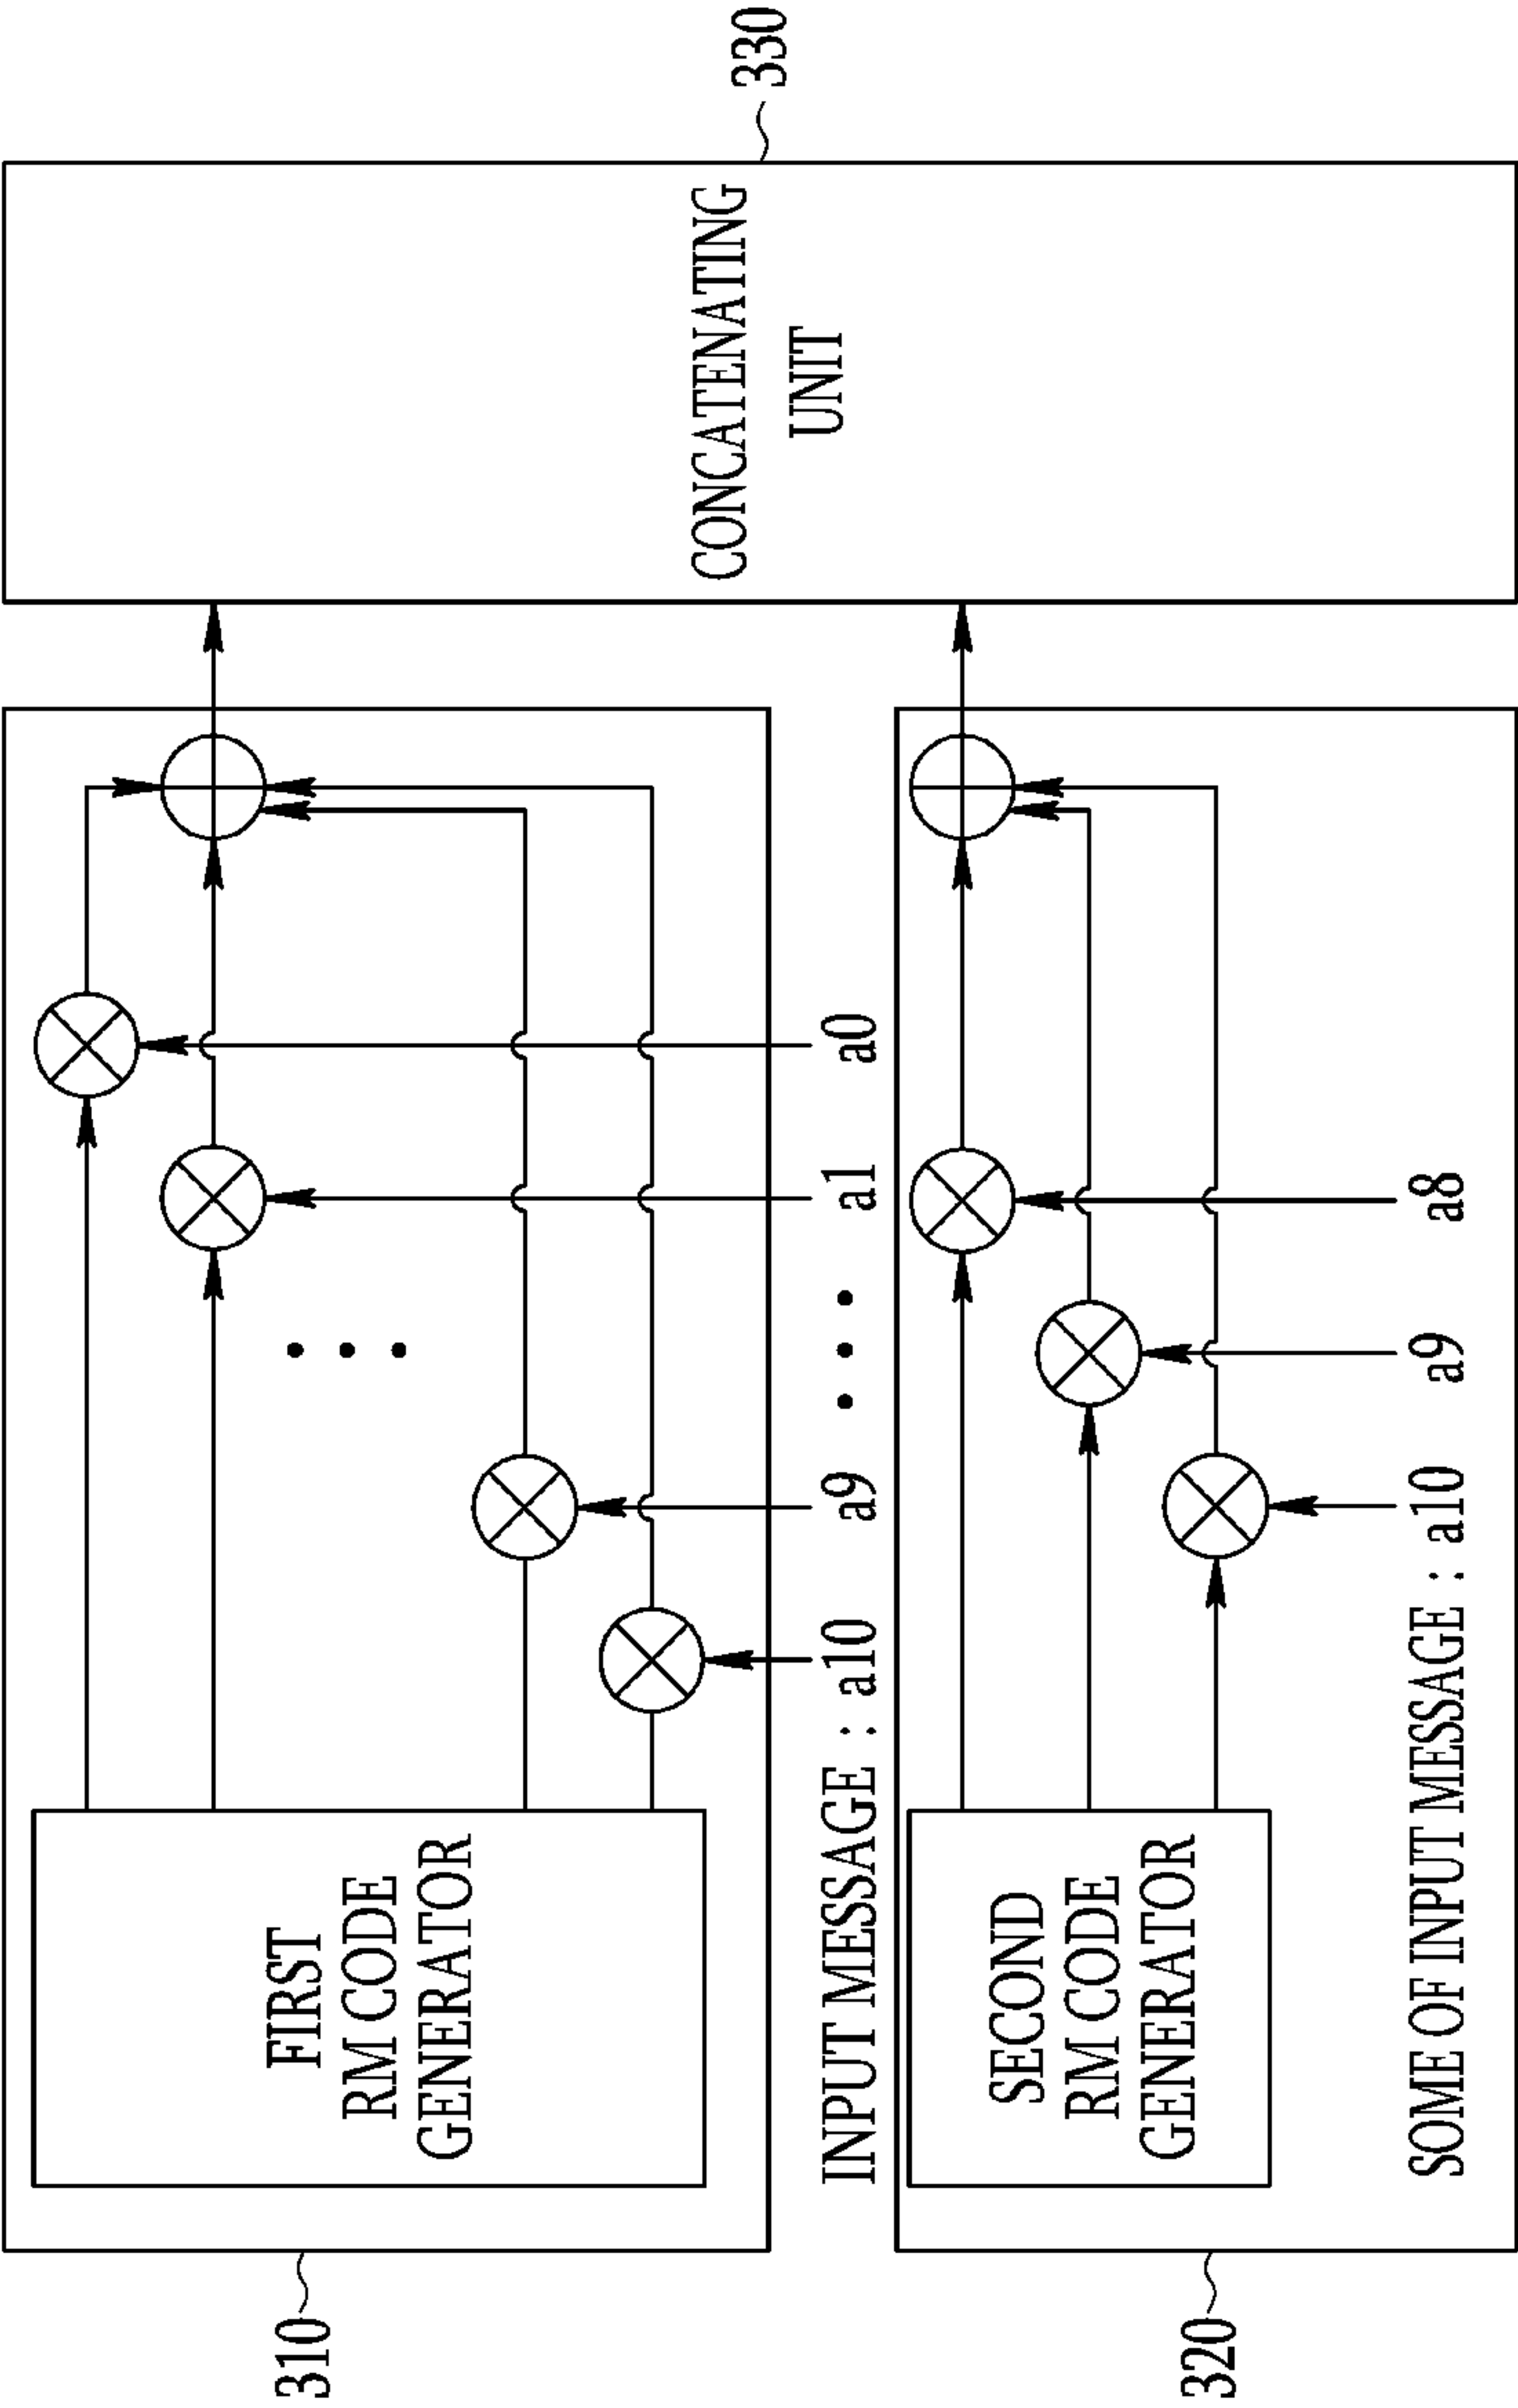 310
FIRST
RM CODE
GENERATOR
INPUT MESSAGE : a10 a9 • • • a1 a0
320
SECOND
RM CODE
GENERATOR
SOME OF INPUT MESSAGE : a10 a9 a8
CONCATENATING
UNIT
330